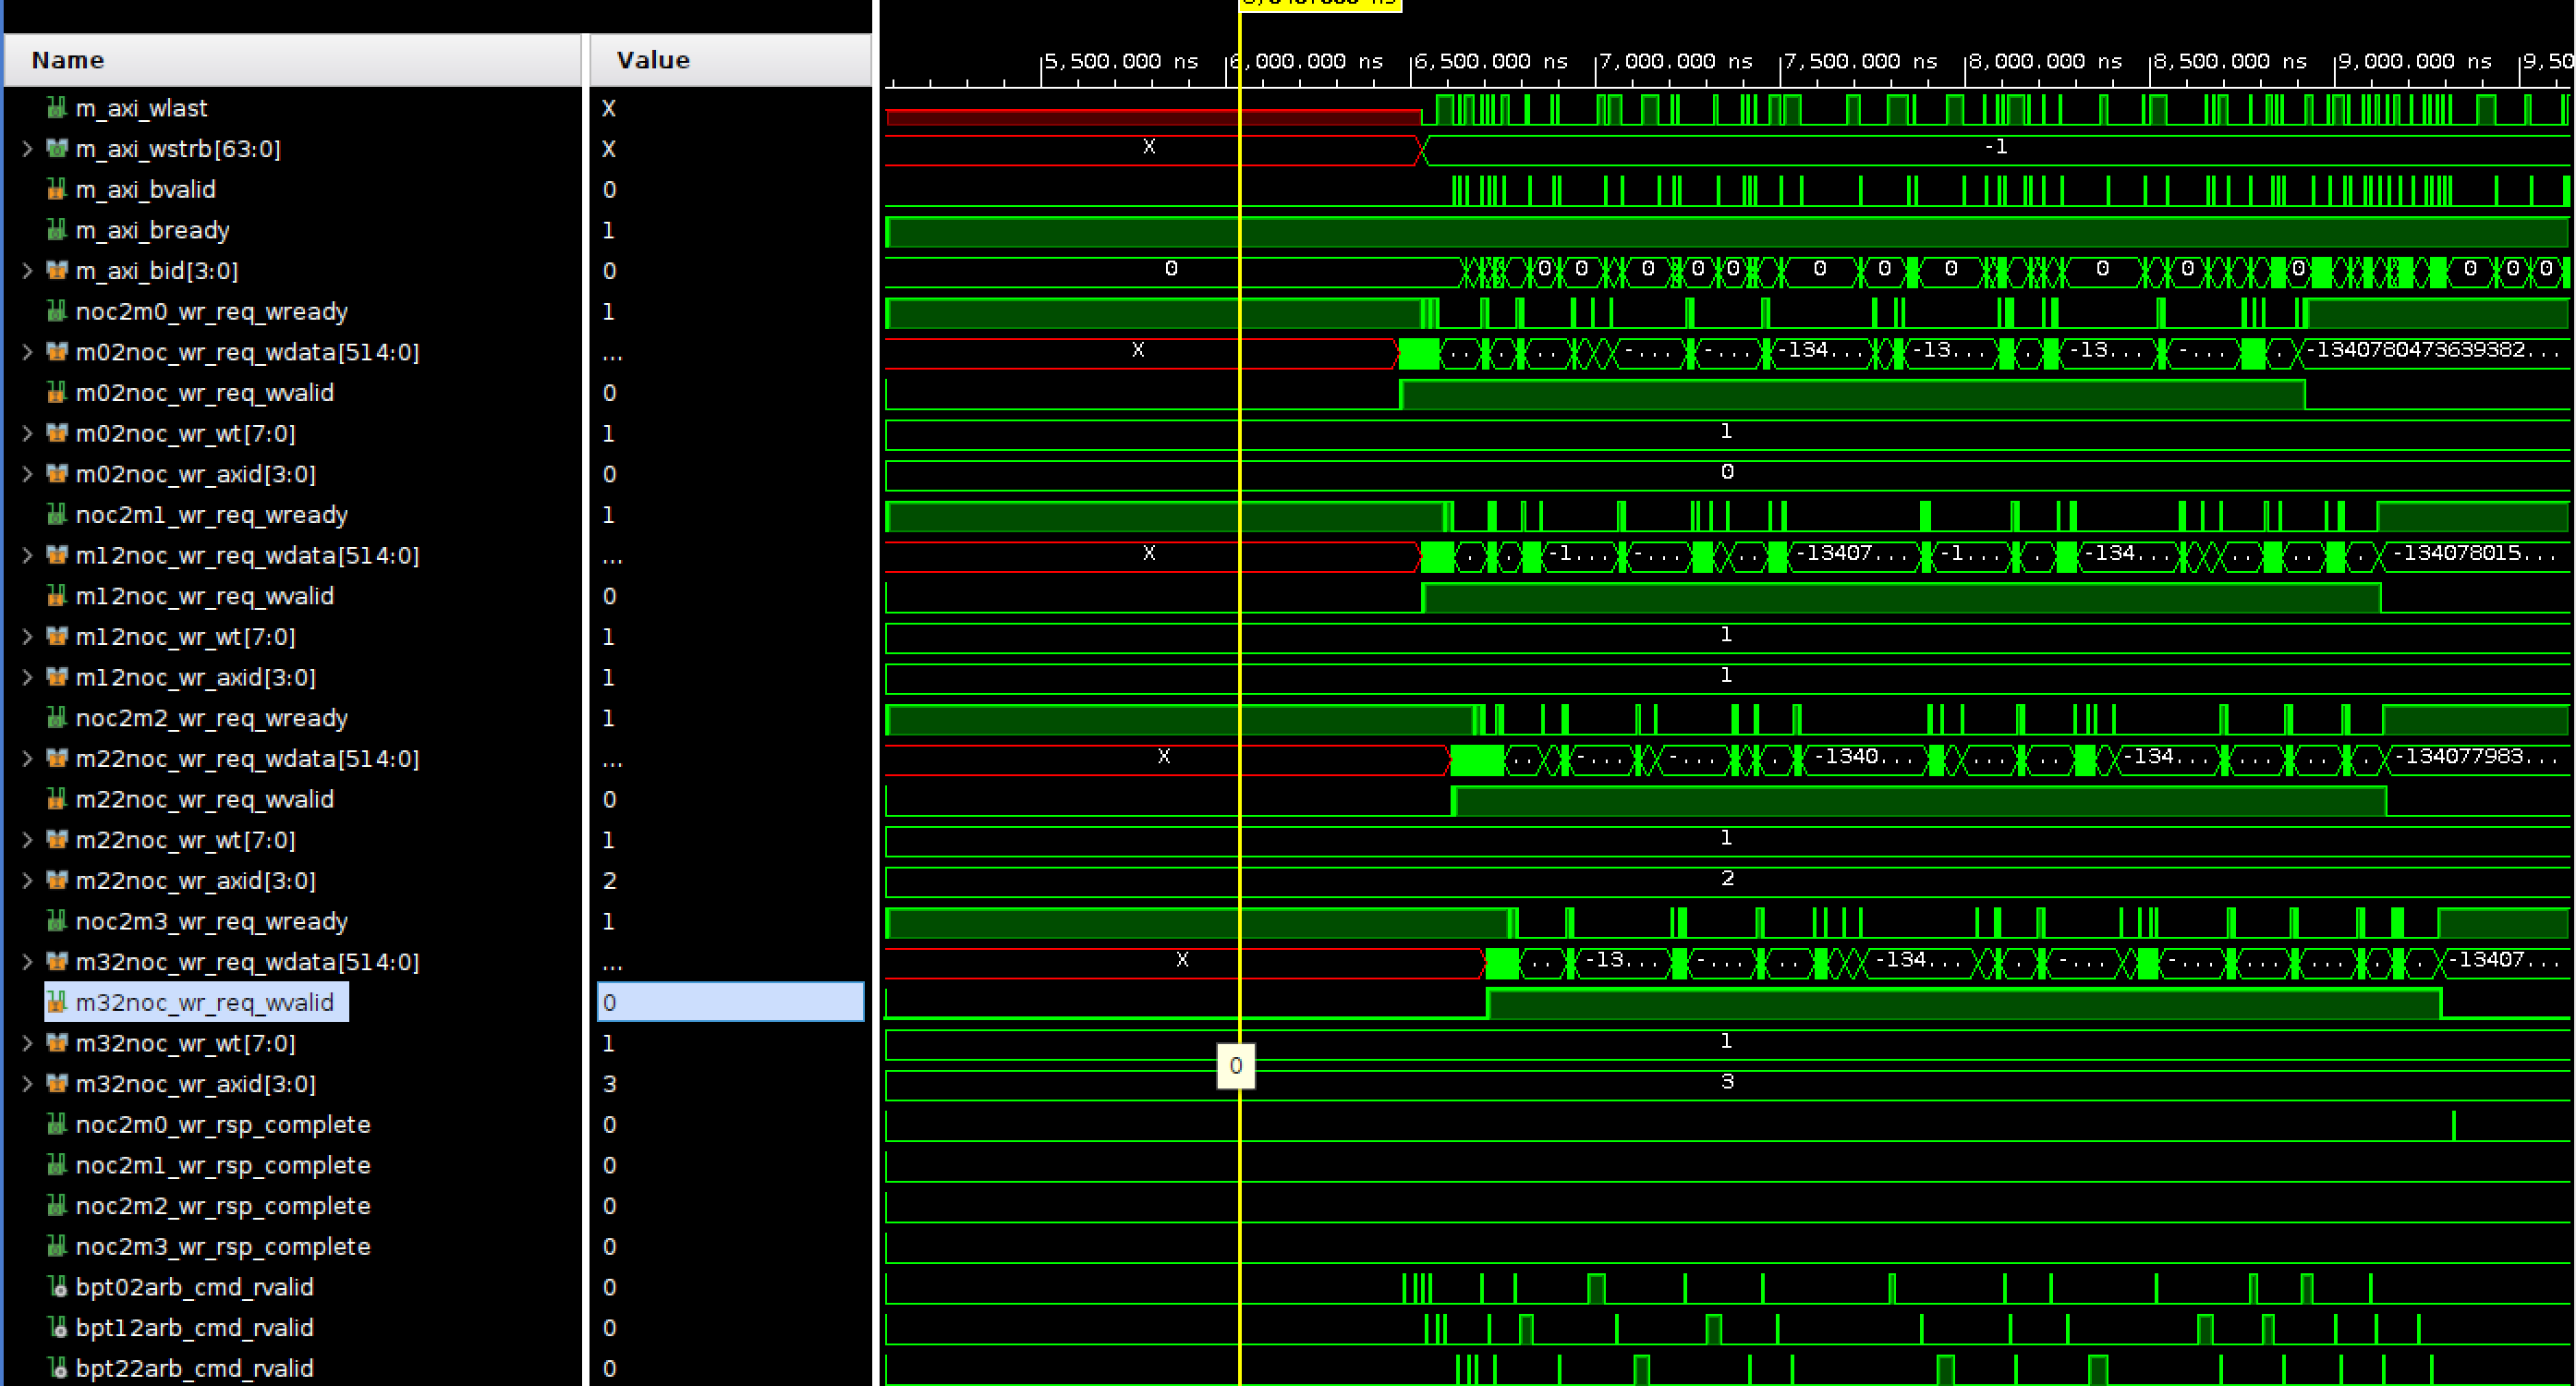 Name Value
5,500.000 ns 6,000.000 ns 6,500.000 ns 7,000.000 ns 7,500.000 ns 8,000.000 ns 8,500.000 ns 9,000.000 ns 9,50
m_axi_wlast X
m_axi_wstrb[63:0] X X -1
m_axi_bvalid 0
m_axi_bready 1
m_axi_bid[3:0] 0 0 0 0 0 0 0 0 0 0 0 0 0 0 0 0
noc2m0_wr_req_wready 1
m02noc_wr_req_wdata[514:0] ... X .. . .. -... -... -134... -13... . -13... -... . -1340780473639382...
m02noc_wr_req_wvalid 0
m02noc_wr_wt[7:0] 1 1
m02noc_wr_axid[3:0] 0 0
noc2m1_wr_req_wready 1
m12noc_wr_req_wdata[514:0] ... X . . -1... -... .. -13407... -1... . -134... .. .. . -134078015...
m12noc_wr_req_wvalid 0
m12noc_wr_wt[7:0] 1 1
m12noc_wr_axid[3:0] 1 1
noc2m2_wr_req_wready 1
m22noc_wr_req_wdata[514:0] ... X .. -... -... . -1340... ... .. -134... ... .. . -134077983...
m22noc_wr_req_wvalid 0
m22noc_wr_wt[7:0] 1 1
m22noc_wr_axid[3:0] 2 2
noc2m3_wr_req_wready 1
m32noc_wr_req_wdata[514:0] ... X .. -13... -... .. -134... . -... -... ... ... . . -13407...
m32noc_wr_req_wvalid 0
m32noc_wr_wt[7:0] 1 1
0
m32noc_wr_axid[3:0] 3 3
noc2m0_wr_rsp_complete 0
noc2m1_wr_rsp_complete 0
noc2m2_wr_rsp_complete 0
noc2m3_wr_rsp_complete 0
bpt02arb_cmd_rvalid 0
bpt12arb_cmd_rvalid 0
bpt22arb_cmd_rvalid 0